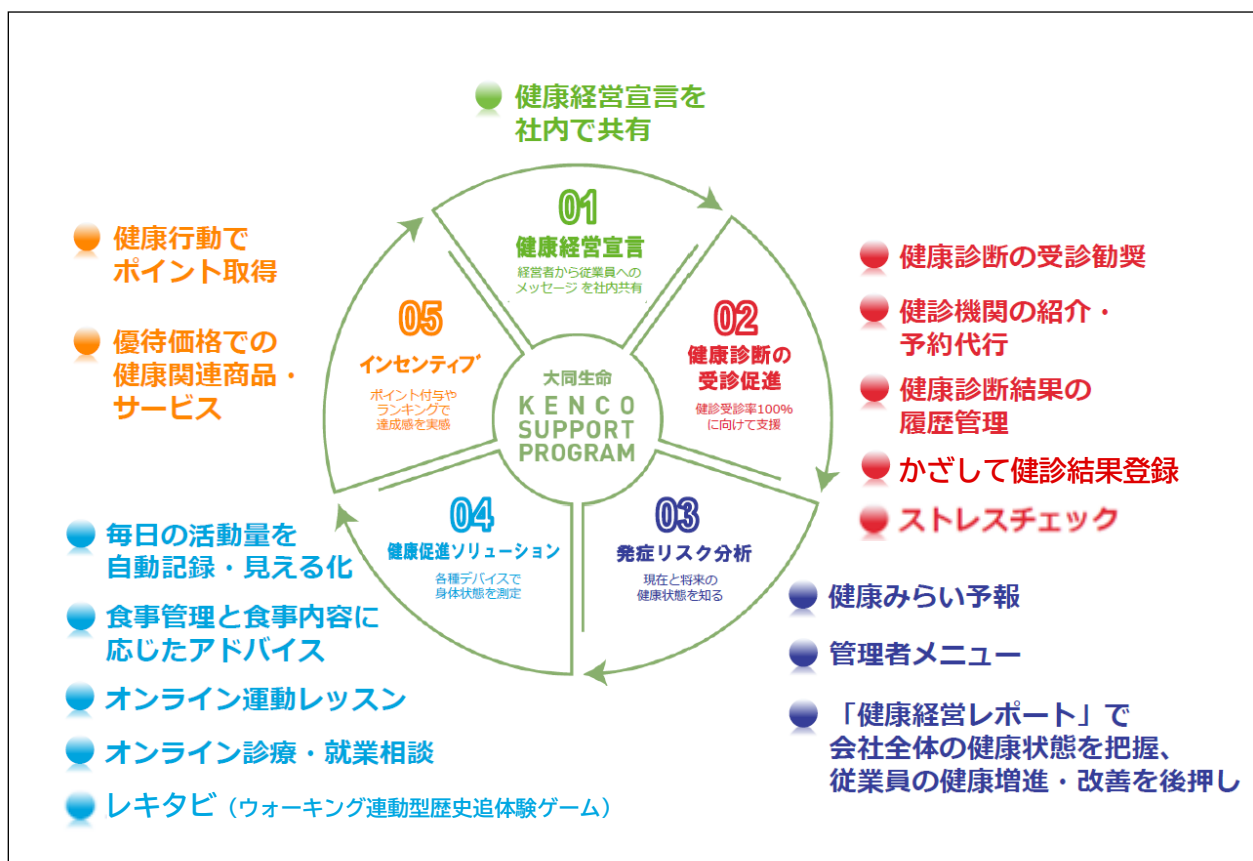 健康経営宣言を
社内で共有
01
健康経営宣言
経営者から従業員への
メッセージ を社内共有
02
健康診断の
受診促進
健診受診率100%
に向けて支援
健康診断の受診勧奨
健診機関の紹介・
予約代行
健康診断結果の
履歴管理
かざして健診結果登録
ストレスチェック
03
発症リスク分析
現在と将来の
健康状態を知る
健康みらい予報
管理者メニュー
「健康経営レポート」で
会社全体の健康状態を把握、
従業員の健康増進・改善を後押し
04
健康促進ソリューション
各種デバイスで
身体状態を測定
毎日の活動量を
自動記録・見える化
食事管理と食事内容に
応じたアドバイス
オンライン運動レッスン
オンライン診療・就業相談
レキタビ（ウォーキング連動型歴史追体験ゲーム）
05
インセンティブ
ポイント付与や
ランキングで
達成感を実感
健康行動で
ポイント取得
優待価格での
健康関連商品・
サービス
大同生命
KENCO
SUPPORT
PROGRAM